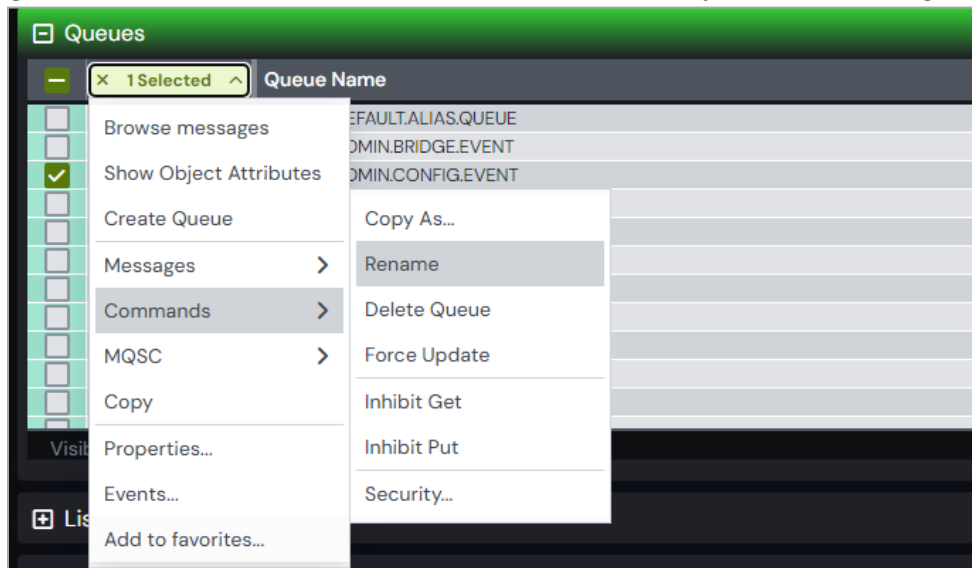 Queues
1 Selected
Queue Name
EFAULT.ALIAS.QUEUE
DMIN.BRIDGE.EVENT
DMIN.CONFIG.EVENT
Browse messages
Show Object Attributes
Create Queue
Messages
Commands
MQSC
Copy
Properties...
Events...
Add to favorites...
Copy As...
Rename
Delete Queue
Force Update
Inhibit Get
Inhibit Put
Security...
Visib
Lis